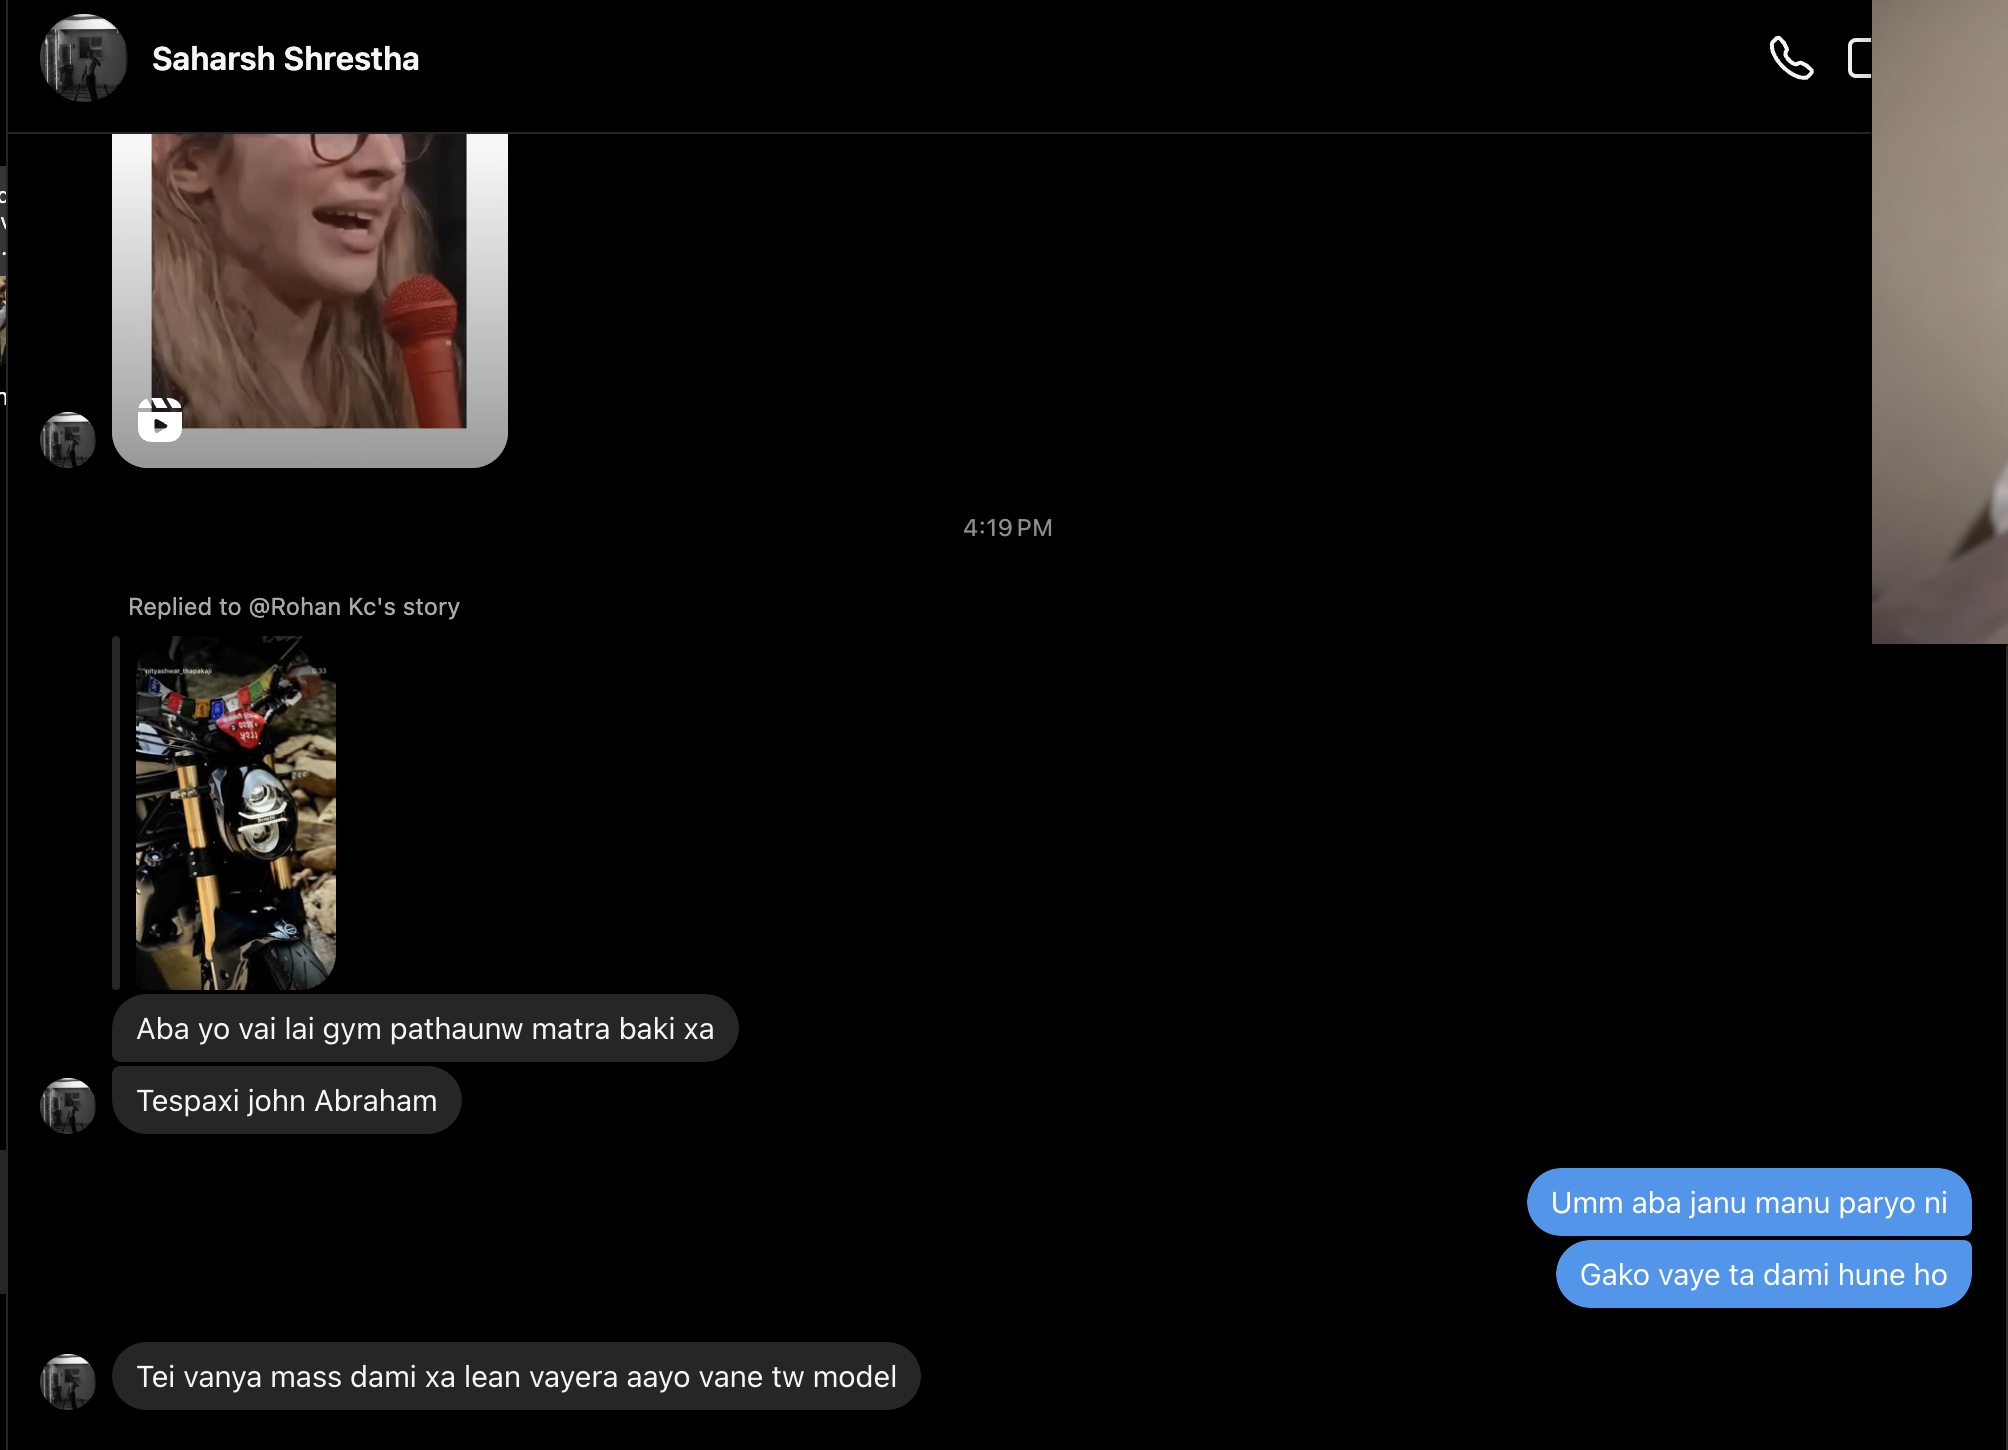 Saharsh Shrestha
4:19 PM
Replied to @Rohan Kc's story
Aba yo vai lai gym pathaunw matra baki xa
Tespaxi john Abraham
Umm aba janu manu paryo ni
Gako vaye ta dami hune ho
Tei vanya mass dami xa lean vayera aayo vane tw model